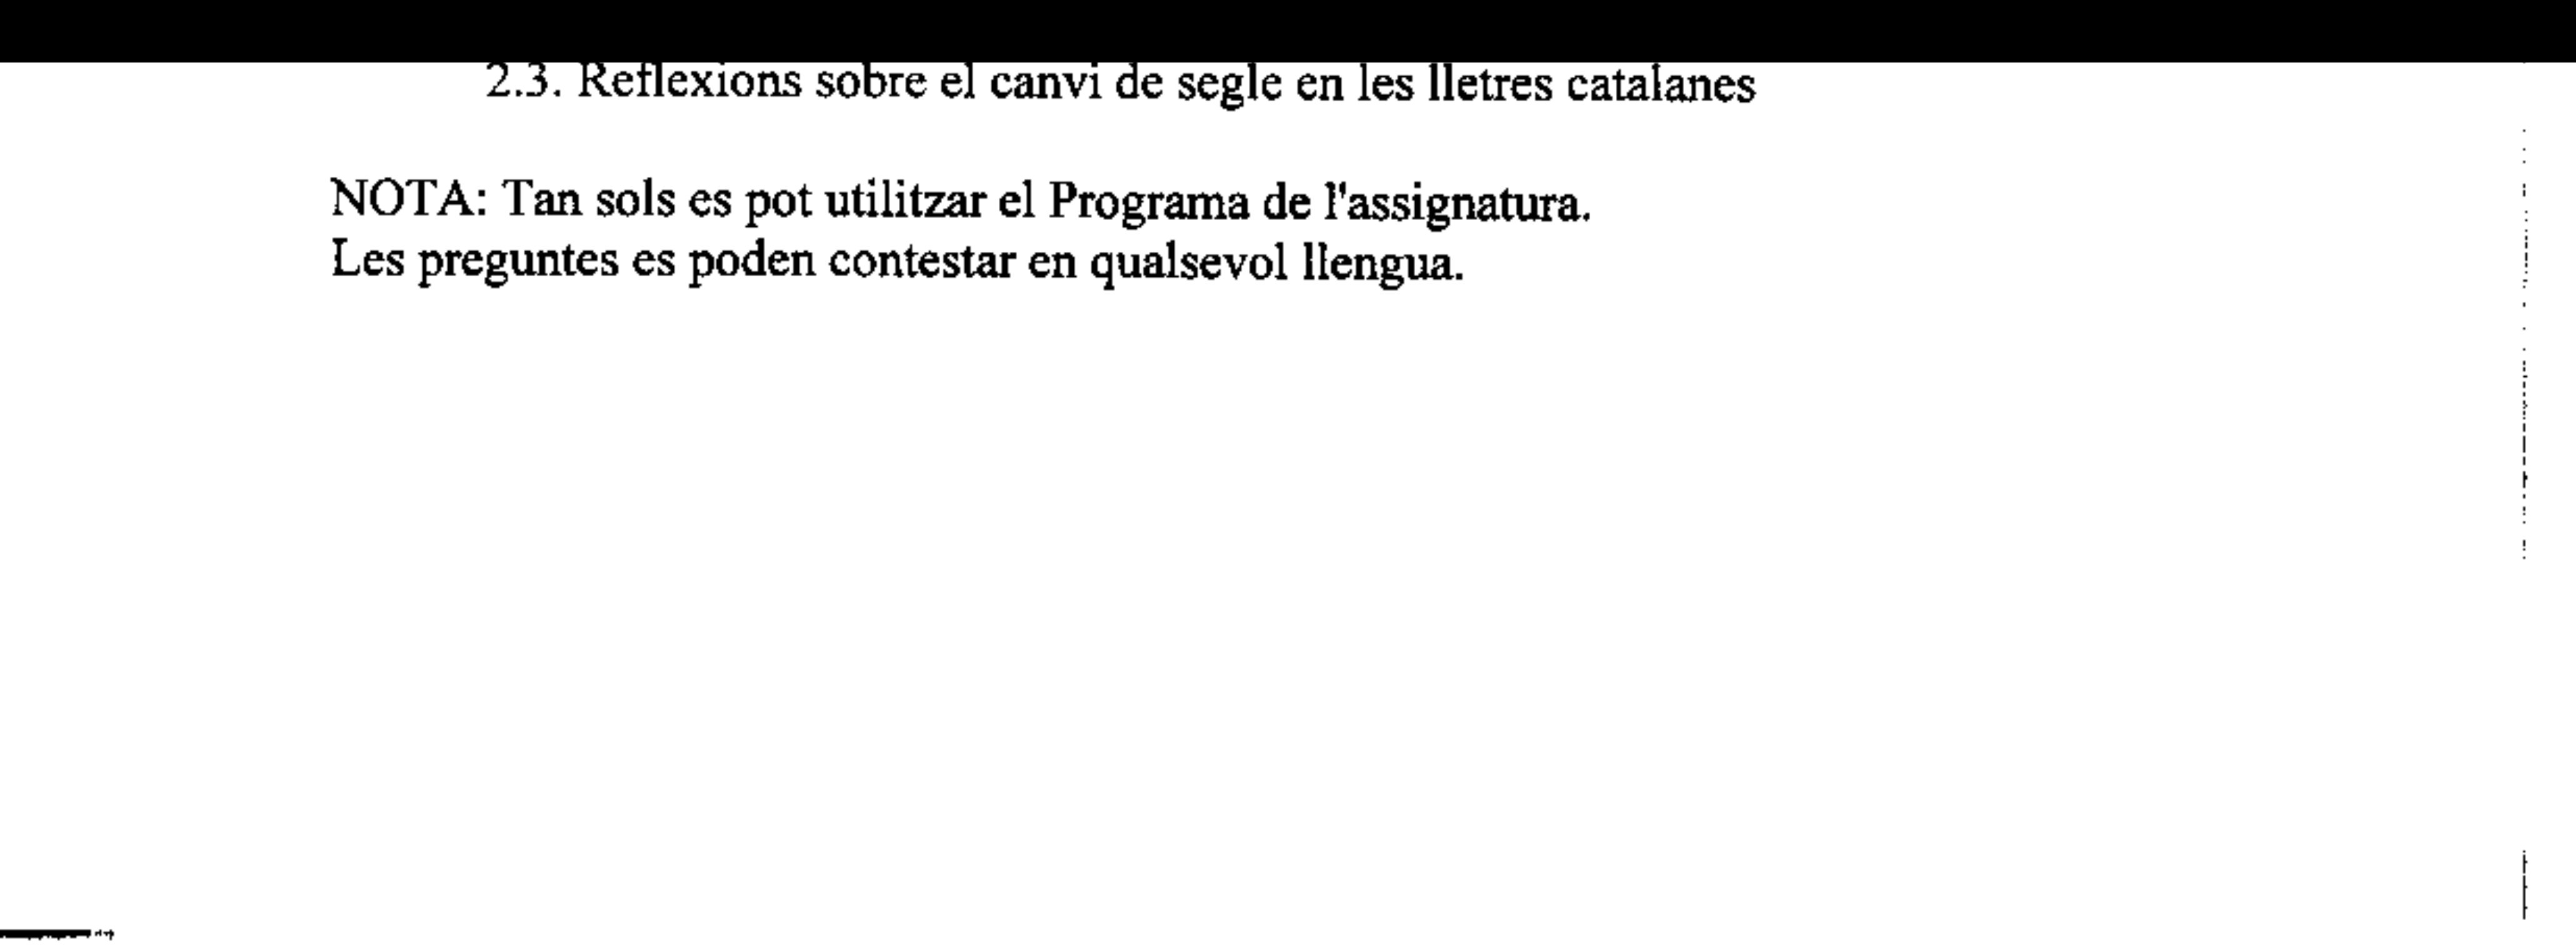 2.3. Reflexions sobre el canvi de segle en les lletres catalanes
NOTA: Tan sols es pot utilitzar el Programa de l'assignatura.
Les preguntes es poden contestar en qualsevol llengua.